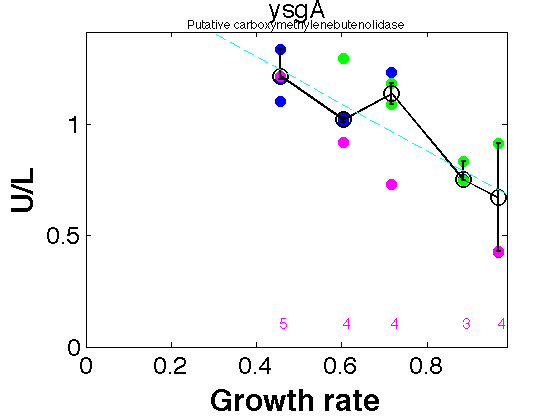 ysgA
Putative carboxymethylenebutenolidase
1
0.5
0
U/L
5 4 4 3 4
0 0.2 0.4 0.6 0.8
Growth rate